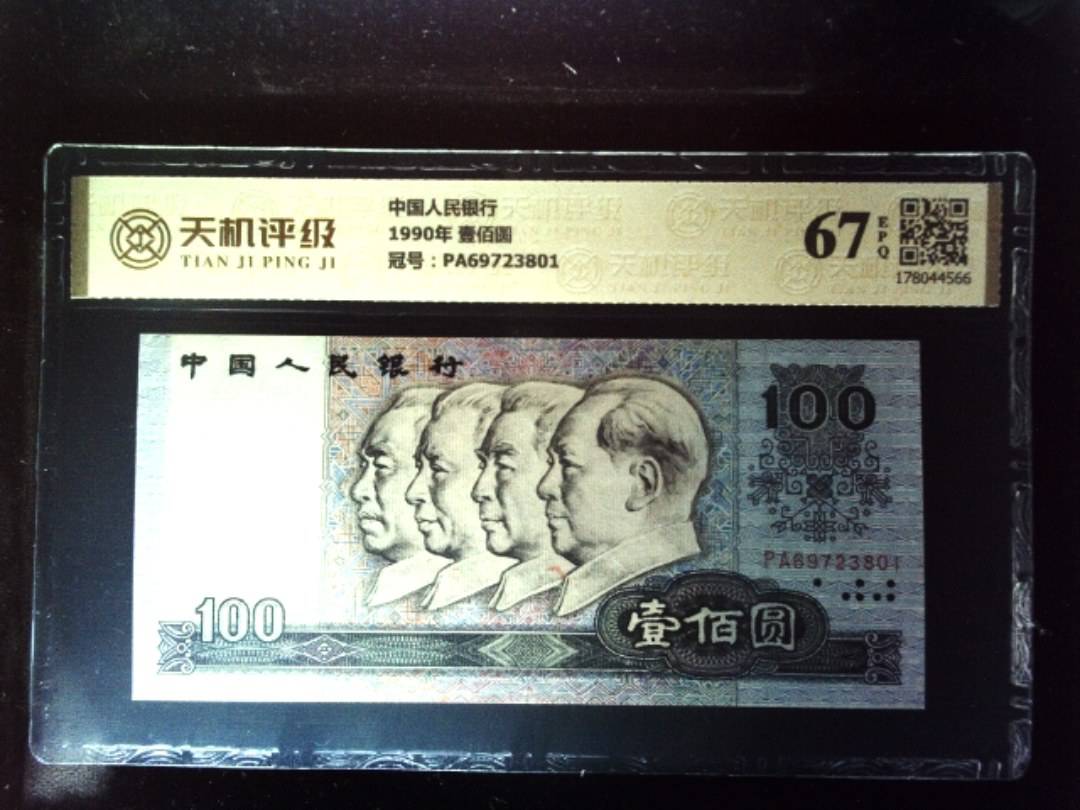 天机评级
TIAN JI PING JI
中国人民银行
1990年 壹佰圆
冠号：PA69723801
67
EPQ
178044566
中国人民银行
100
PA69723801
100
壹佰圆